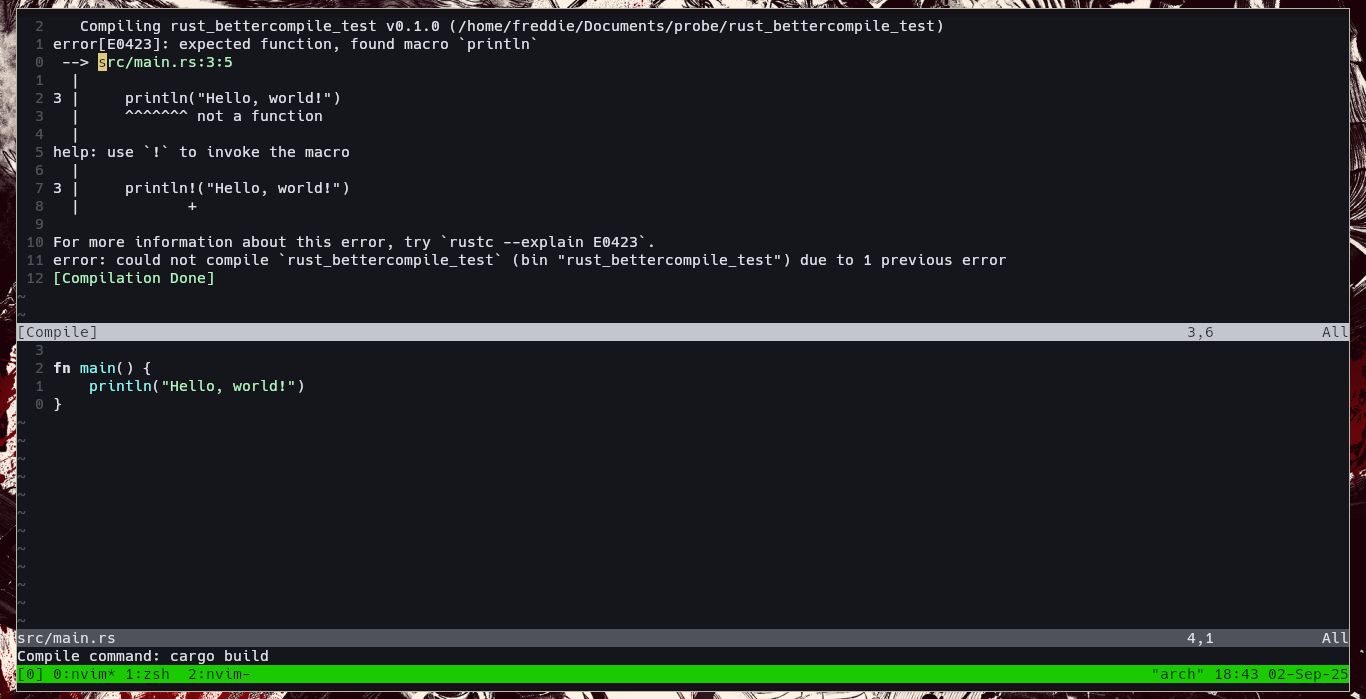 2    Compiling rust_bettercompile_test v0.1.0 (/home/freddie/Documents/probe/rust_bettercompile_test)
1 error[E0423]: expected function, found macro `println`
0  --> src/main.rs:3:5
1   |
2 3 |     println("Hello, world!")
3   |     ^^^^^^^ not a function
4   |
5 help: use `!` to invoke the macro
6   |
7 3 |     println!("Hello, world!")
8   |            +
9
10 For more information about this error, try `rustc --explain E0423`.
11 error: could not compile `rust_bettercompile_test` (bin "rust_bettercompile_test") due to 1 previous error
12 [Compilation Done]
~
~
[Compile] 3,6 All
3
2 fn main() {
1     println("Hello, world!")
0 }
~
~
~
~
~
~
~
~
~
~
~
~
src/main.rs 4,1 All
Compile command: cargo build
[0] 0:nvim* 1:zsh  2:nvim- "arch" 18:43 02-Sep-25